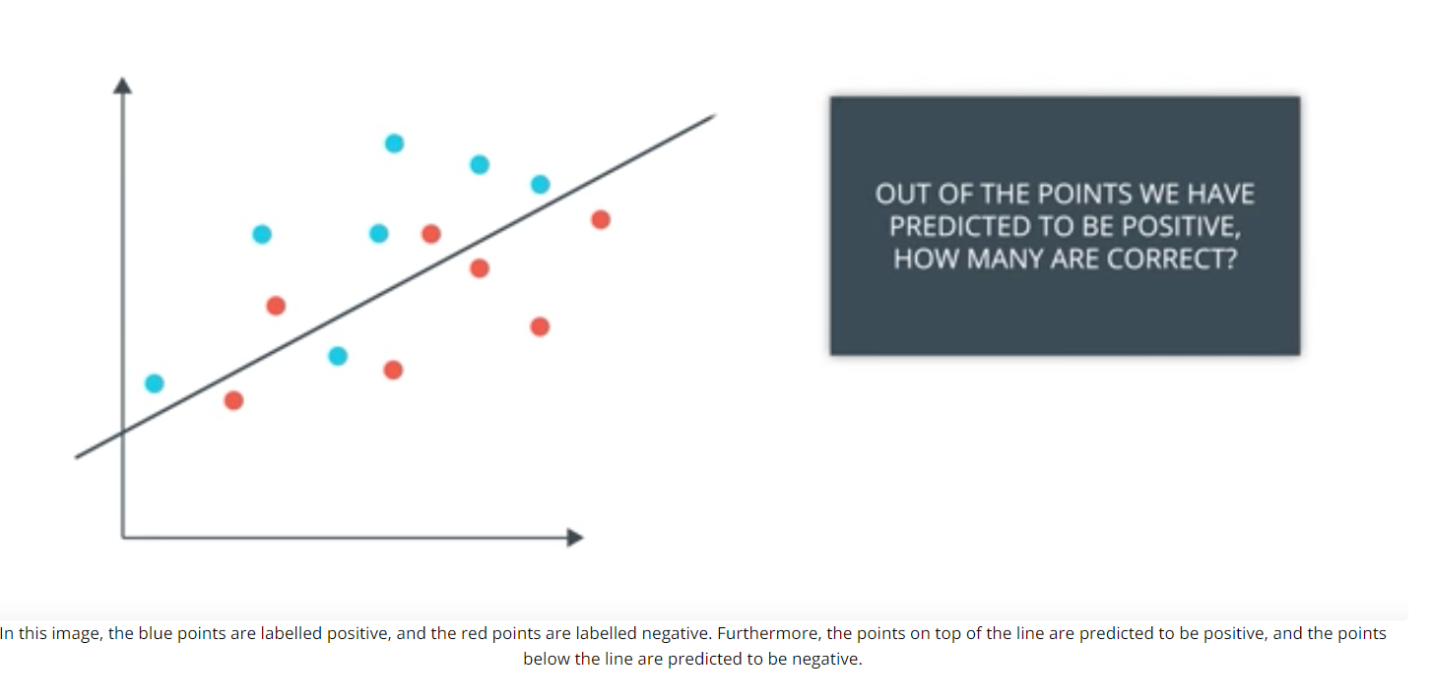 OUT OF THE POINTS WE HAVE
PREDICTED TO BE POSITIVE,
HOW MANY ARE CORRECT?
In this image, the blue points are labelled positive, and the red points are labelled negative. Furthermore, the points on top of the line are predicted to be positive, and the points
below the line are predicted to be negative.